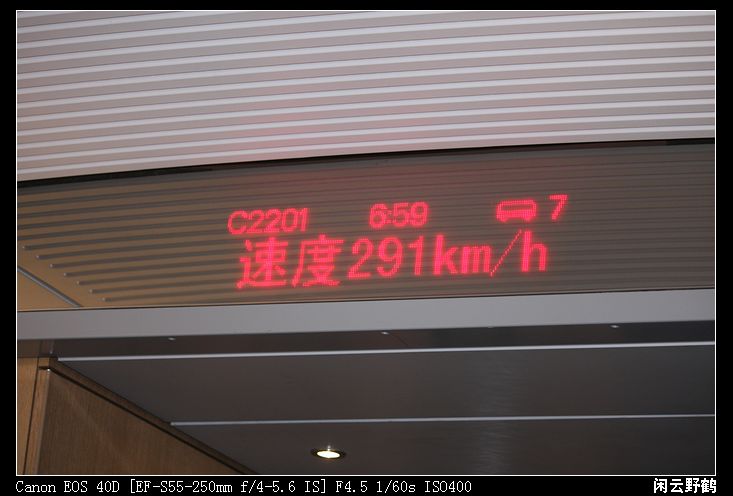 C2201 6:59 7
速度291km/h
Canon EOS 40D [EF-S55-250mm f/4-5.6 IS] F4.5 1/60s ISO400
闲云野鹤